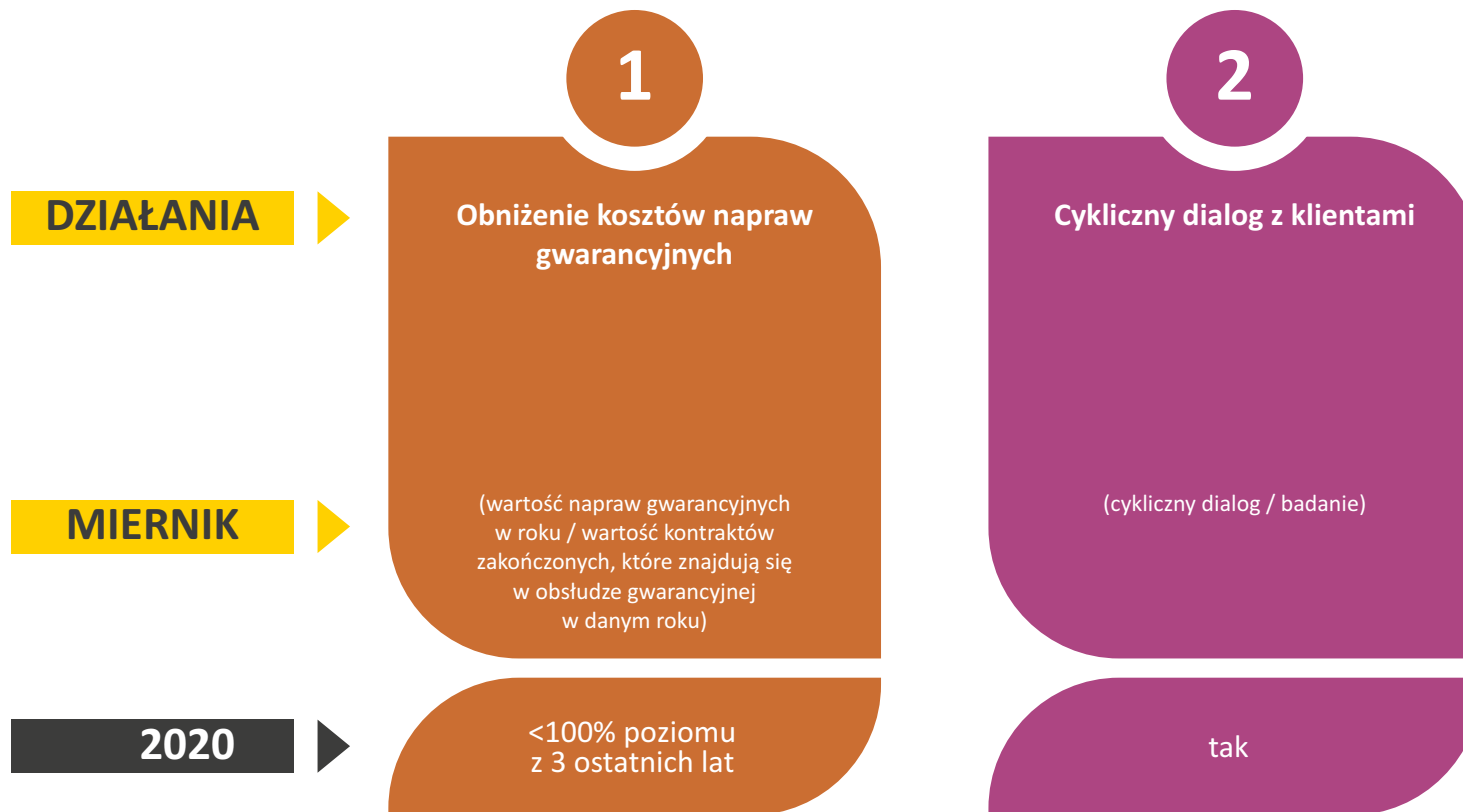 1
2
DZIAŁANIA
Obniżenie kosztów napraw
gwarancyjnych
Cykliczny dialog z klientami
MIERNIK
(wartość napraw gwarancyjnych
w roku / wartość kontraktów
zakończonych, które znajdują się
w obsłudze gwarancyjnej
w danym roku)
(cykliczny dialog / badanie)
2020
<100% poziomu
z 3 ostatnich lat
tak